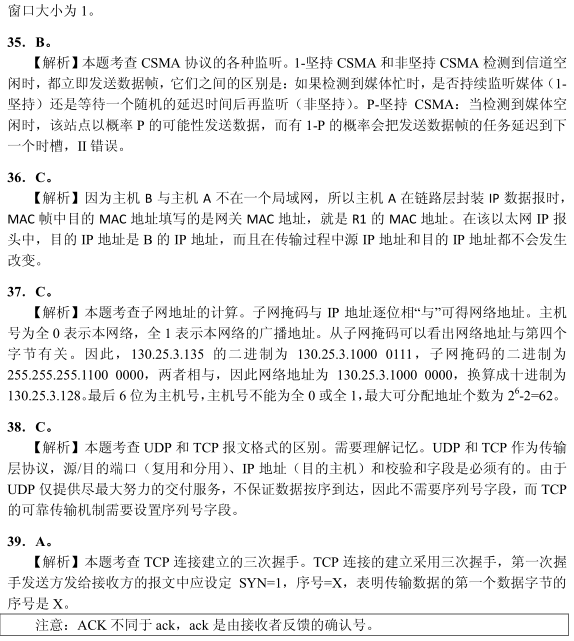 窗口大小为 1。
35．B。
【解析】本题考查 CSMA 协议的各种监听。1-坚持 CSMA 和非坚持 CSMA 检测到信道空
闲时，都立即发送数据帧，它们之间的区别是：如果检测到媒体忙时，是否持续监听媒体（1-
坚持）还是等待一个随机的延迟时间后再监听（非坚持）。P-坚持 CSMA：当检测到媒体空
闲时，该站点以概率 P 的可能性发送数据，而有 1-P 的概率会把发送数据帧的任务延迟到下
一个时槽，II 错误。
36．C。
【解析】因为主机 B 与主机 A 不在一个局域网，所以主机 A 在链路层封装 IP 数据报时，
MAC 帧中目的 MAC 地址填写的是网关 MAC 地址，就是 R1 的 MAC 地址。在该以太网 IP 报
头中，目的 IP 地址是 B 的 IP 地址，而且在传输过程中源 IP 地址和目的 IP 地址都不会发生
改变。
37．C。
【解析】本题考查子网地址的计算。子网掩码与 IP 地址逐位相“与”可得网络地址。主机
号为全 0 表示本网络，全 1 表示本网络的广播地址。从子网掩码可以看出网络地址与第四个
字节有关。因此，130.25.3.135 的二进制为 130.25.3.1000 0111，子网掩码的二进制为
255.255.255.1100 0000，两者相与，因此网络地址为 130.25.3.1000 0000，换算成十进制为
130.25.3.128。最后 6 位为主机号，主机号不能为全 0 或全 1，最大可分配地址个数为 2⁶-2=62。
38．C。
【解析】本题考查 UDP 和 TCP 报文格式的区别。需要理解记忆。UDP 和 TCP 作为传输
层协议，源/目的端口（复用和分用）、IP 地址（目的主机）和校验和字段是必须有的。由于
UDP 仅提供尽最大努力的交付服务，不保证数据按序到达，因此不需要序列号字段，而 TCP
的可靠传输机制需要设置序列号字段。
39．A。
【解析】本题考查 TCP 连接建立的三次握手。TCP 连接的建立采用三次握手，第一次握
手发送方发给接收方的报文中应设定 SYN=1，序号=X，表明传输数据的第一个数据字节的
序号是 X。
注意：ACK 不同于 ack，ack 是由接收者反馈的确认号。